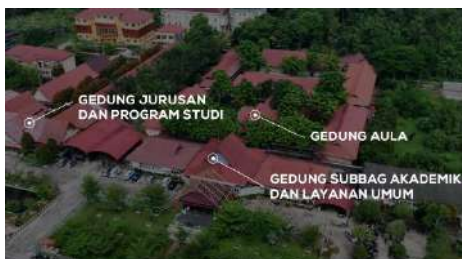 GEDUNG JURUSAN
DAN PROGRAM STUDI
GEDUNG AULA
GEDUNG SUBBAG AKADEMIK
DAN LAYANAN UMUM